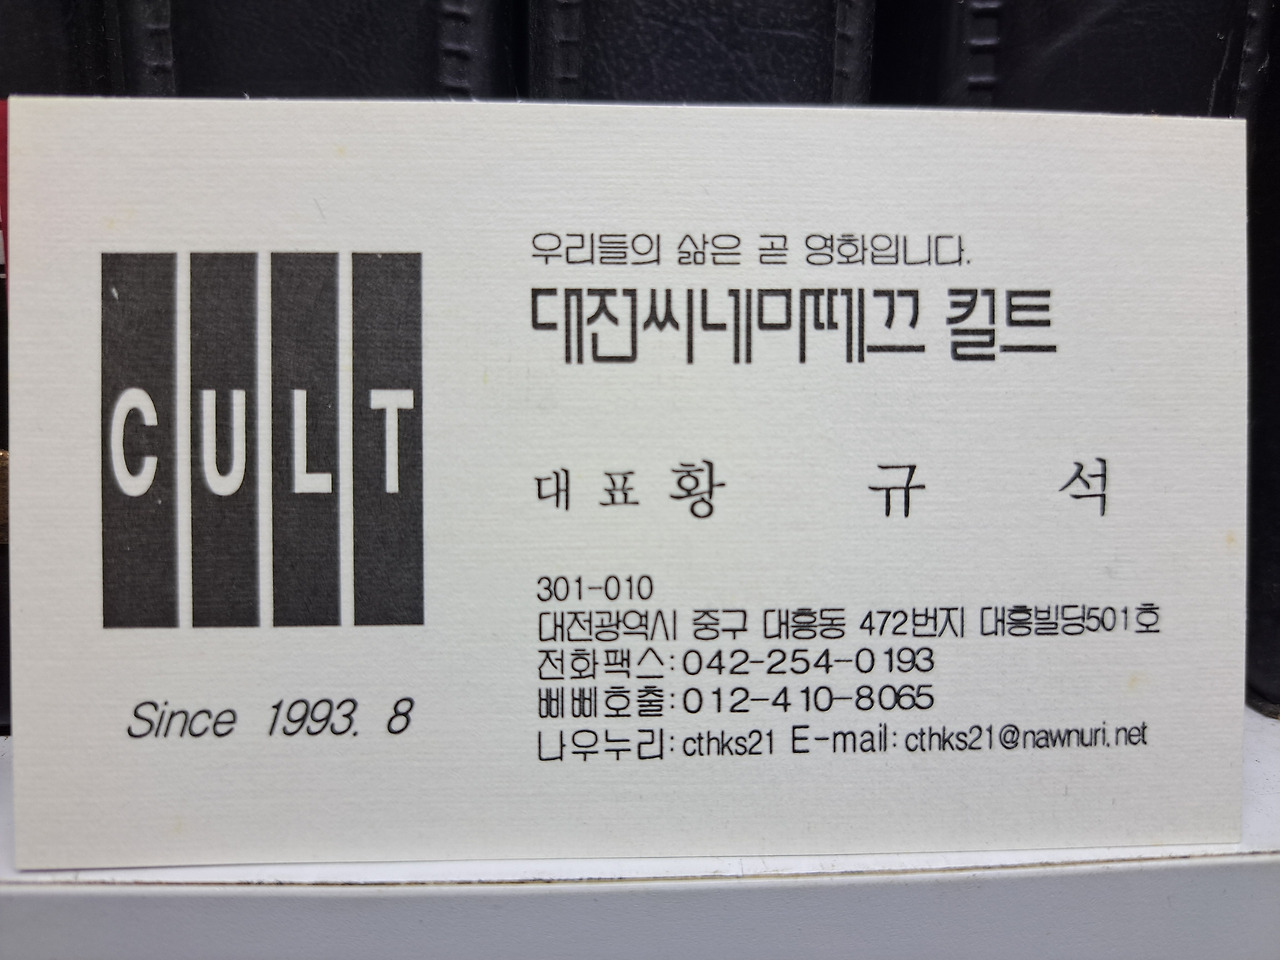 CULT
Since 1993. 8
우리들의 삶은 곧 영화입니다.
대전씨네마떼끄 컬트
대표 황규석
301-010
대전광역시 중구 대흥동 472번지 대흥빌딩501호
전화팩스:042-254-0193
삐삐호출:012-410-8065
나우누리:cthks21 E-mail:cthks21@nawnuri.net